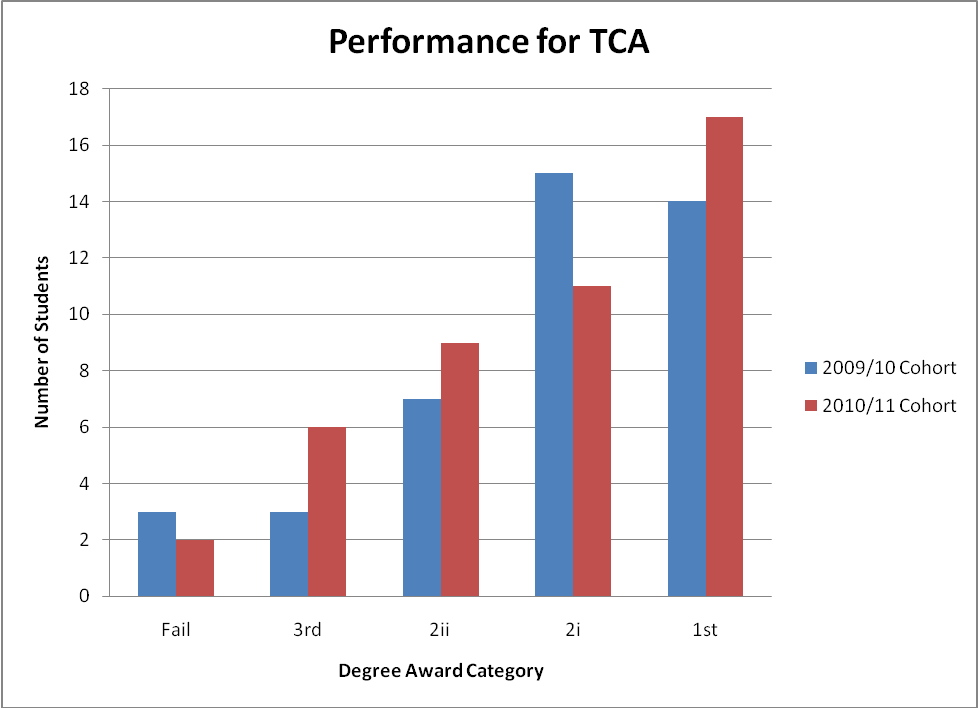 Performance for TCA
18
16
14
12
10
8
6
4
2
0
Number of Students
Fail 3rd 2ii 2i 1st
Degree Award Category
2009/10 Cohort
2010/11 Cohort